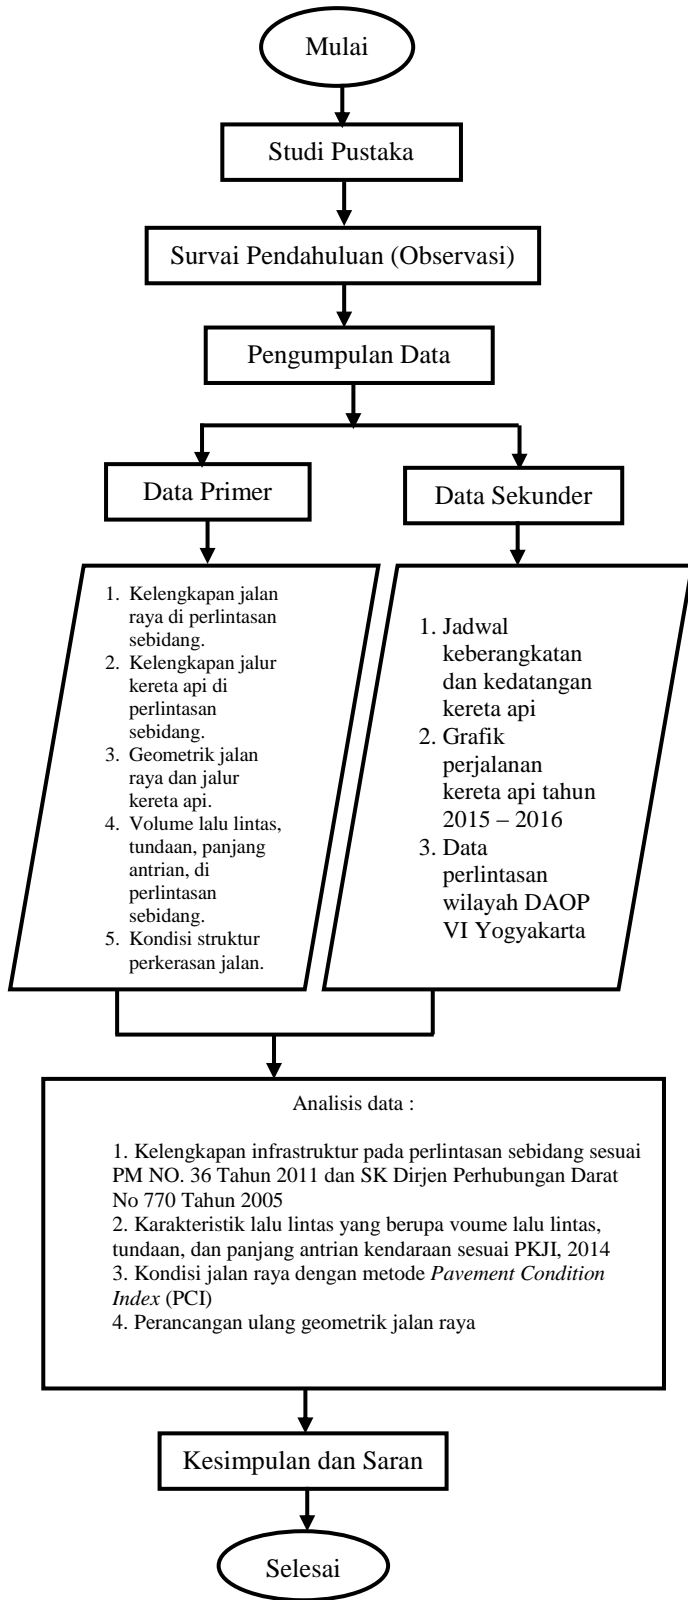 Mulai
Studi Pustaka
Survai Pendahuluan (Observasi)
Pengumpulan Data
Data Primer
Data Sekunder
1. Kelengkapan jalan
raya di perlintasan
sebidang.
2. Kelengkapan jalur
kereta api di
perlintasan
sebidang.
3. Geometrik jalan
raya dan jalur
kereta api.
4. Volume lalu lintas,
tundaan, panjang
antrian, di
perlintasan
sebidang.
5. Kondisi struktur
perkerasan jalan.
1. Jadwal
keberangkatan
dan kedatangan
kereta api
2. Grafik
perjalanan
kereta api tahun
2015 – 2016
3. Data
perlintasan
wilayah DAOP
VI Yogyakarta
Analisis data :
1. Kelengkapan infrastruktur pada perlintasan sebidang sesuai
PM NO. 36 Tahun 2011 dan SK Dirjen Perhubungan Darat
No 770 Tahun 2005
2. Karakteristik lalu lintas yang berupa voume lalu lintas,
tundaan, dan panjang antrian kendaraan sesuai PKJI, 2014
3. Kondisi jalan raya dengan metode Pavement Condition
Index (PCI)
4. Perancangan ulang geometrik jalan raya
Kesimpulan dan Saran
Selesai